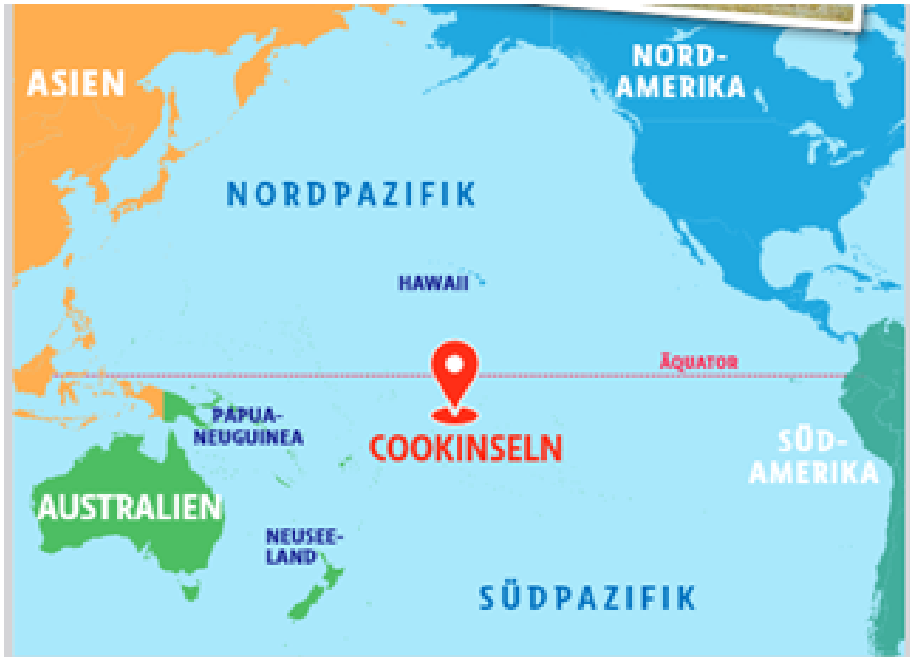 ASIEN
NORD-
AMERIKA
NORDPAZIFIK
HAWAII
ÄQUATOR
PAPUA-
NEUGUINEA
COOKINSELN
SÜD-
AMERIKA
AUSTRALIEN
NEUSEE-
LAND
SÜDPAZIFIK